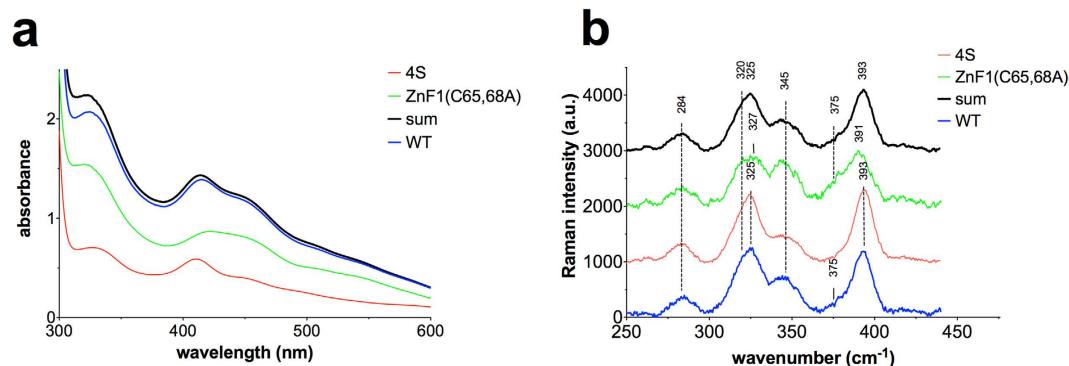 a
4S
ZnF1(C65,68A)
sum
WT
2
1
0
absorbance
300
400
500
600
wavelength (nm)
b
4S
ZnF1(C65,68A)
sum
WT
284
320
325
345
375
393
327
391
325
393
375
4000
3000
2000
1000
0
Raman intensity (a.u.)
250
300
350
400
450
wavenumber (cm-1)